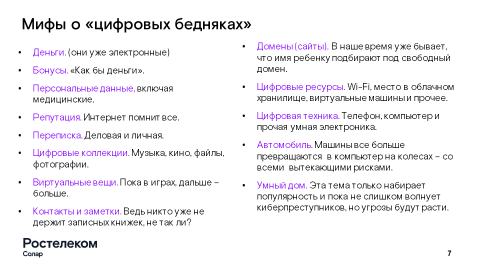 Мифы о «цифровых бедняках»
• Деньги. (они уже электронные)
• Бонусы. «Как бы деньги».
• Персональные данные, включая
медицинские.
• Репутация. Интернет помнит все.
• Переписка. Деловая и личная.
• Цифровые коллекции. Музыка, кино, файлы,
фотографии.
• Виртуальные вещи. Пока в играх, дальше –
больше.
• Контакты и заметки. Ведь никто уже не
держит записных книжек, не так ли?
• Домены (сайты). В наше время уже бывает,
что имя ребенку подбирают под свободный
домен.
• Цифровые ресурсы. Wi-Fi, место в облачном
хранилище, виртуальные машины и прочее.
• Цифровая техника. Телефон, компьютер и
прочая умная электроника.
• Автомобиль. Машины все больше
превращаются в компьютер на колесах – со
всеми вытекающими рисками.
• Умный дом. Эта тема только набирает
популярность и пока не слишком волнует
киберпреступников, но угрозы будут расти.
Ростелеком
Солар
7